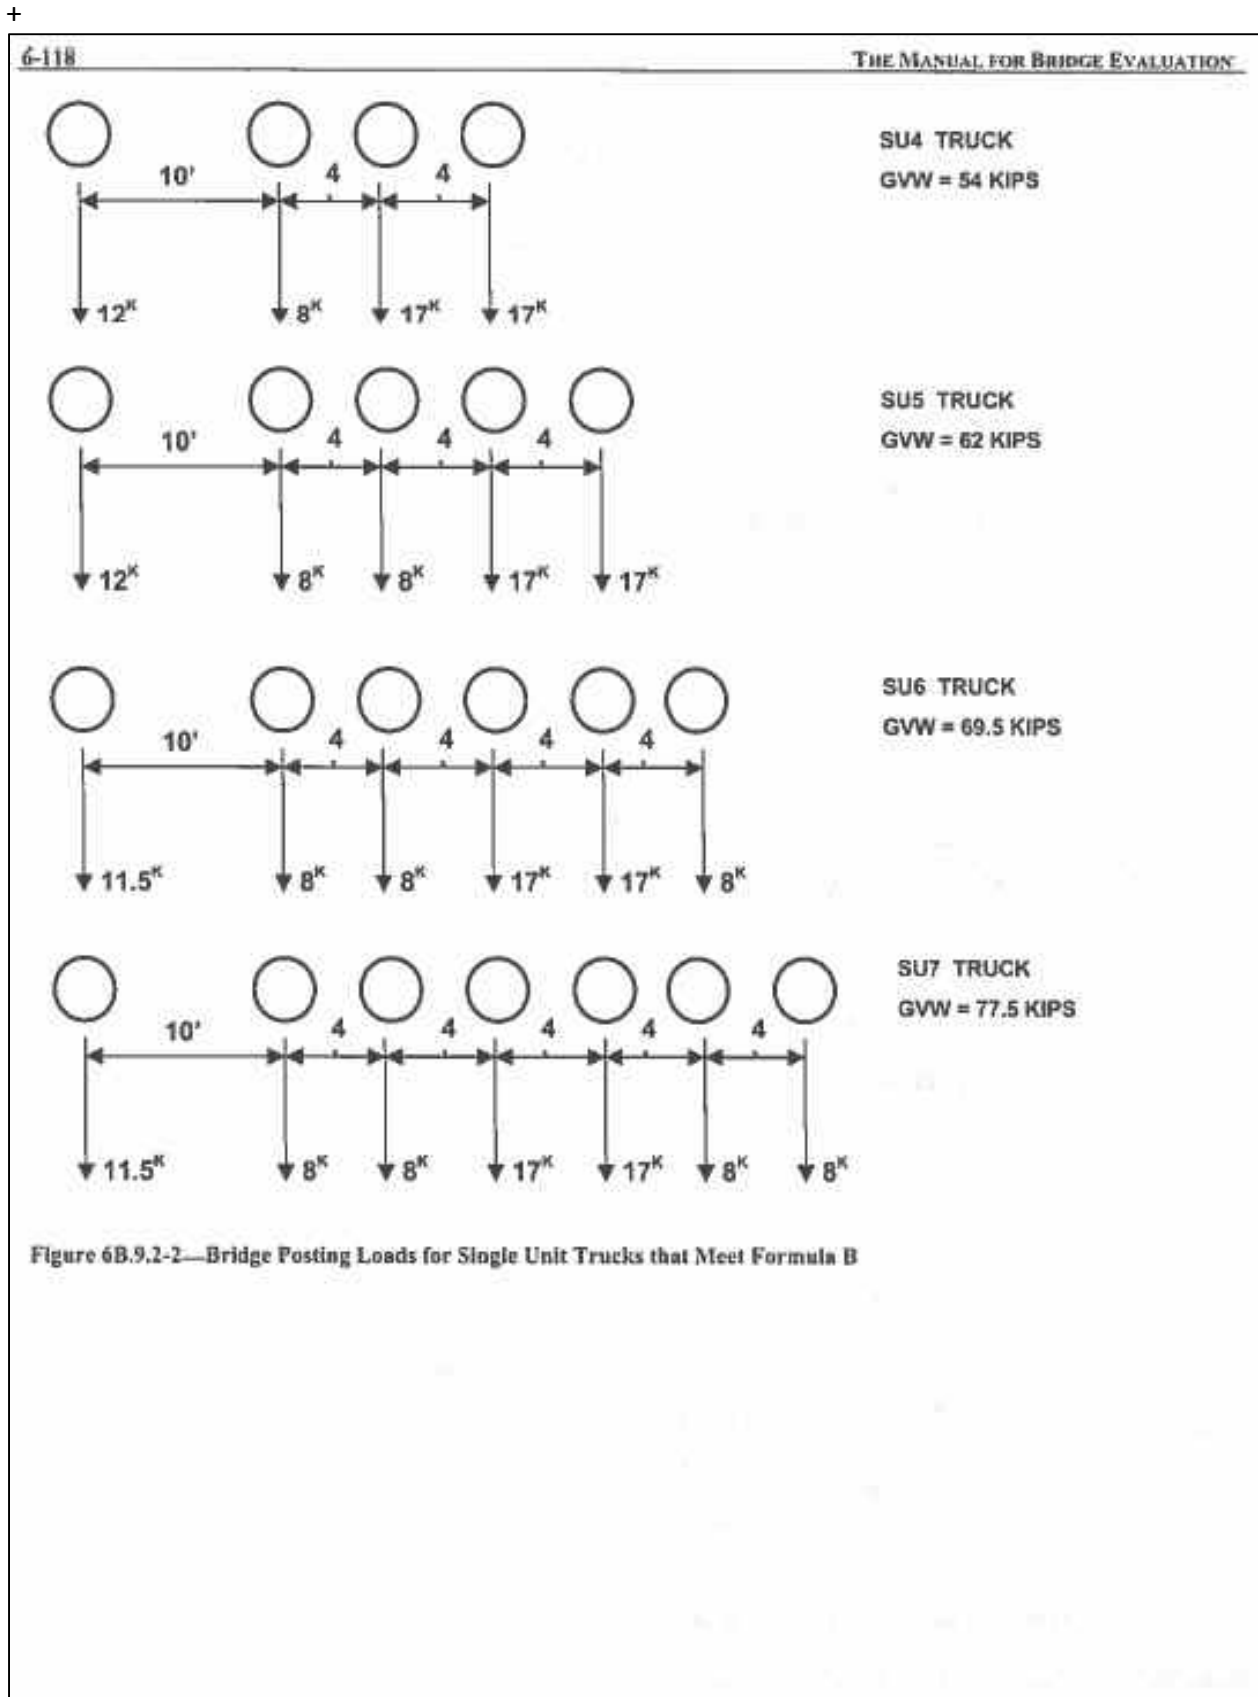 +
6-118 THE MANUAL FOR BRIDGE EVALUATION
SU4 TRUCK
GVW = 54 KIPS
10' 4' 4'
12K 8K 17K 17K
SU5 TRUCK
GVW = 62 KIPS
10' 4' 4' 4'
12K 8K 8K 17K 17K
SU6 TRUCK
GVW = 69.5 KIPS
10' 4' 4' 4' 4'
11.5K 8K 8K 17K 17K 8K
SU7 TRUCK
GVW = 77.5 KIPS
10' 4' 4' 4' 4' 4'
11.5K 8K 8K 17K 17K 8K 8K
Figure 6B.9.2-2—Bridge Posting Loads for Single Unit Trucks that Meet Formula B